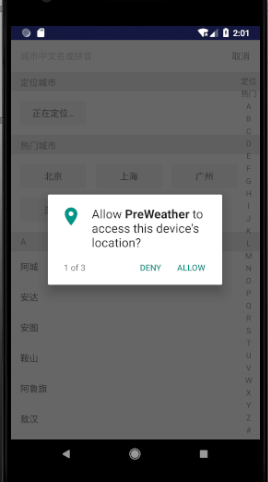 2:01
城市中文名或拼音 取消
定位城市 定位
热门
正在定位...
热门城市
北京 上海 广州
Allow PreWeather to
access this device's
location?
1 of 3 DENY ALLOW
A
阿城
安达
安图
鞍山
阿鲁旗
敖汉
A
B
C
D
E
F
G
H
I
J
K
L
M
N
O
P
Q
R
S
T
U
V
W
X
Y
Z
#